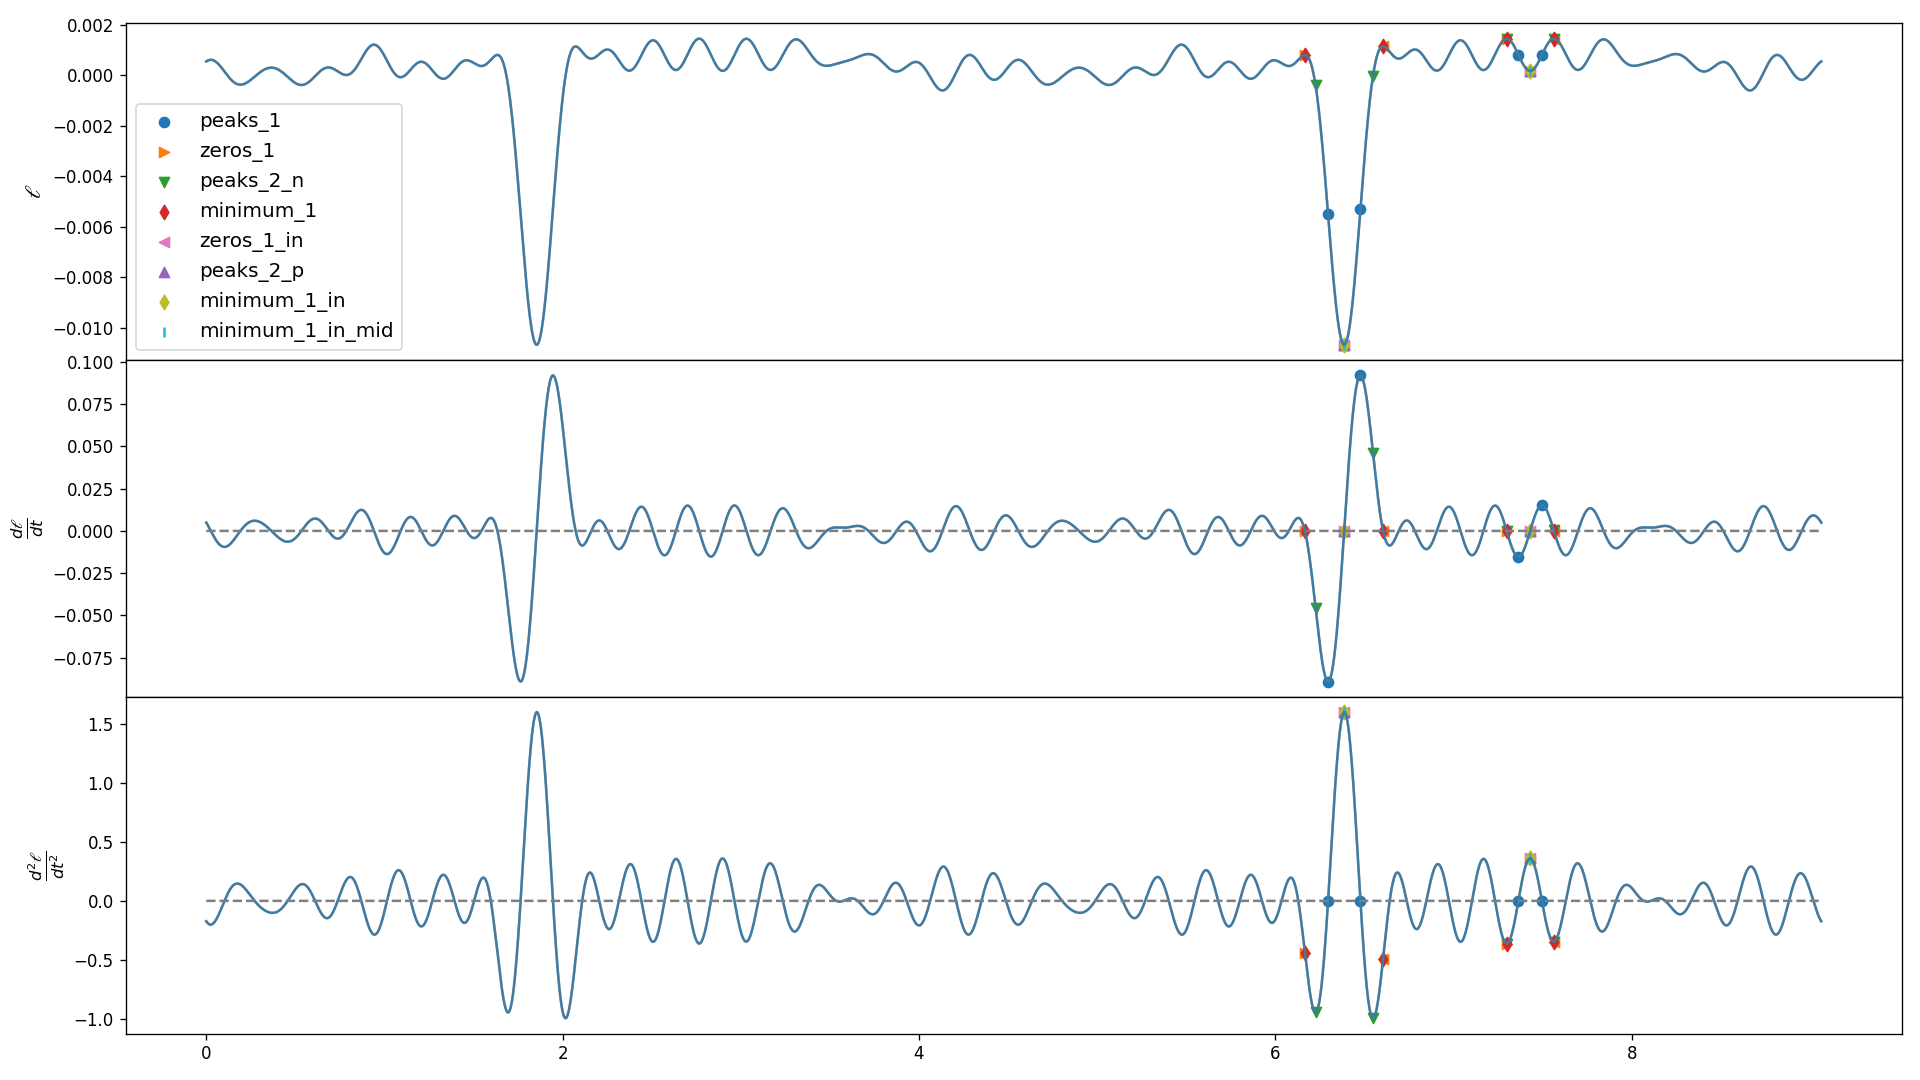 0.002
0.000
−0.002
−0.004
−0.006
−0.008
−0.010
ℓ
peaks_1
zeros_1
peaks_2_n
minimum_1
zeros_1_in
peaks_2_p
minimum_1_in
minimum_1_in_mid
0.100
0.075
0.050
0.025
0.000
−0.025
−0.050
−0.075
dℓ
dt
1.5
1.0
0.5
0.0
−0.5
−1.0
d²ℓ
dt²
0 2 4 6 8